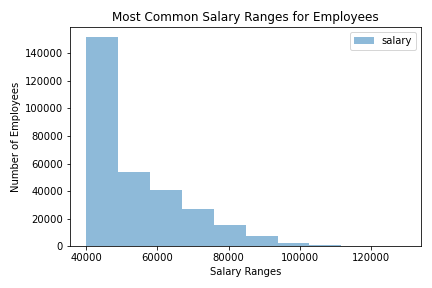 Most Common Salary Ranges for Employees
salary
Number of Employees
140000
120000
100000
80000
60000
40000
20000
0
40000 60000 80000 100000 120000
Salary Ranges